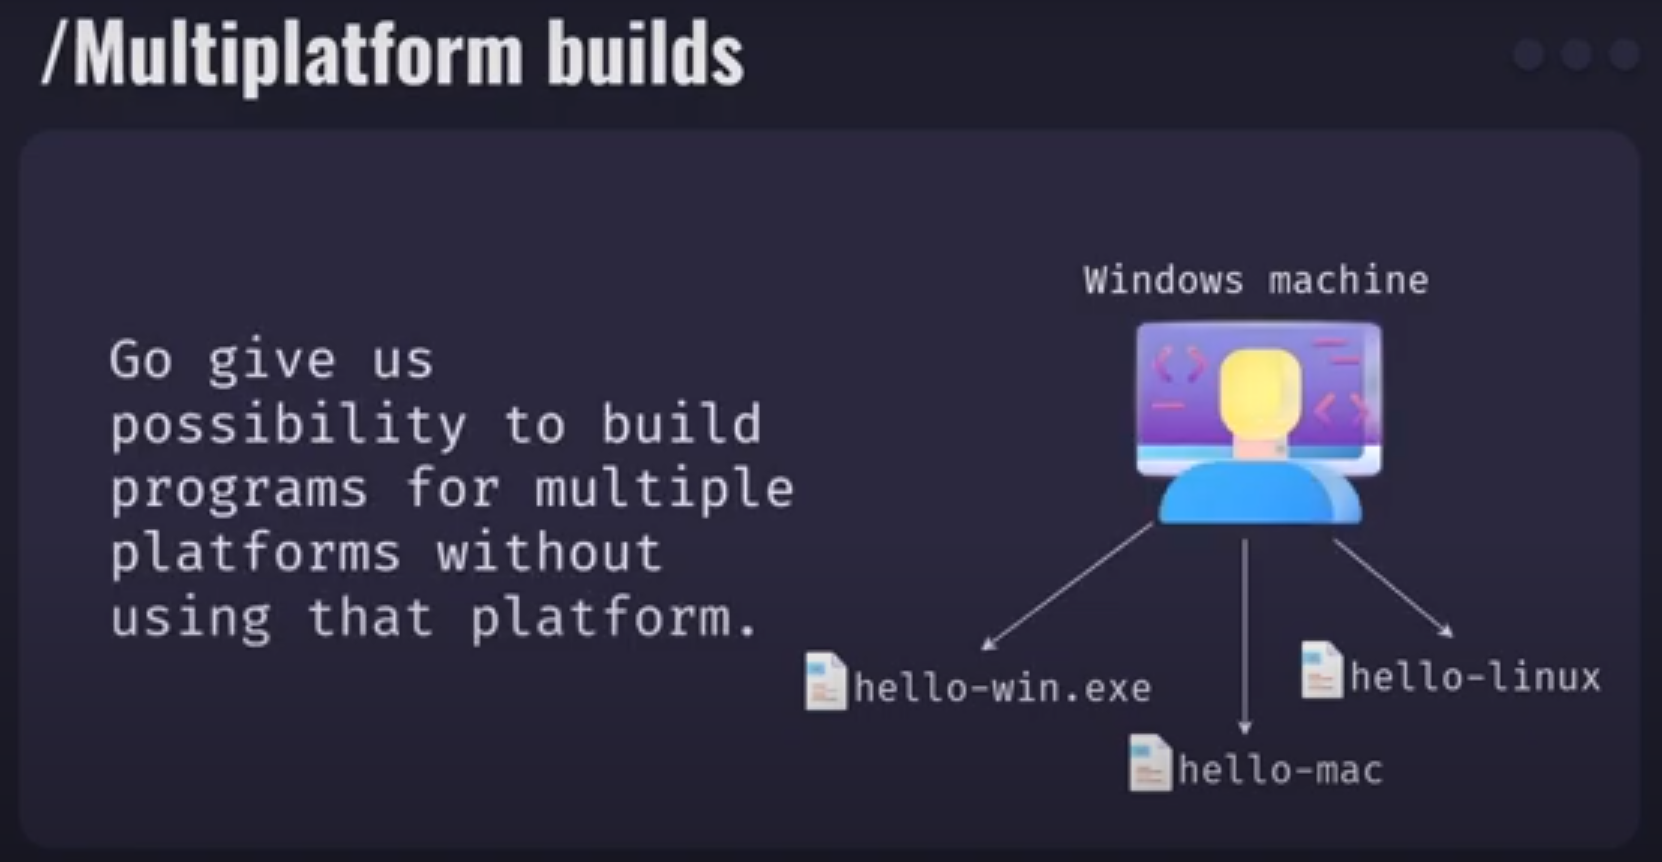 /Multiplatform builds
Go give us
possibility to build
programs for multiple
platforms without
using that platform.
Windows machine
hello-win.exe
hello-linux
hello-mac